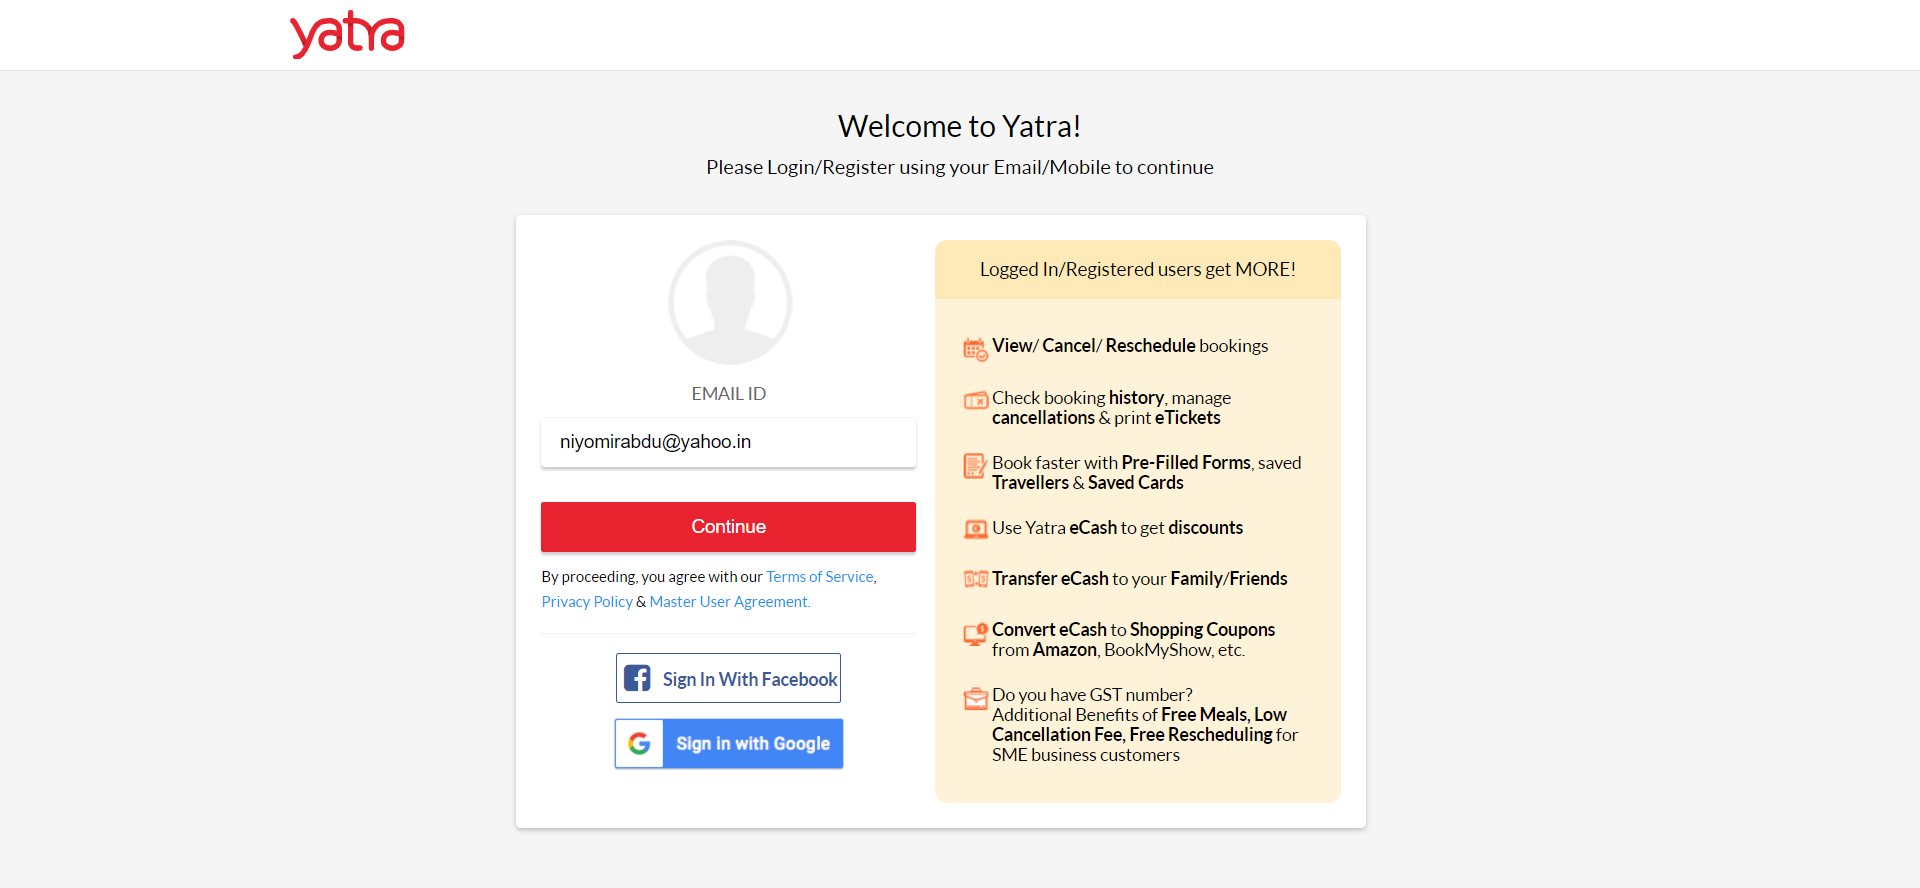 yatra
Welcome to Yatra!
Please Login/Register using your Email/Mobile to continue
EMAIL ID
niyomirabdu@yahoo.in
Continue
By proceeding, you agree with our Terms of Service,
Privacy Policy & Master User Agreement.
Sign In With Facebook
Sign in with Google
Logged In/Registered users get MORE!
View/ Cancel/ Reschedule bookings
Check booking history, manage
cancellations & print eTickets
Book faster with Pre-Filled Forms, saved
Travellers & Saved Cards
Use Yatra eCash to get discounts
Transfer eCash to your Family/Friends
Convert eCash to Shopping Coupons
from Amazon, BookMyShow, etc.
Do you have GST number?
Additional Benefits of Free Meals, Low
Cancellation Fee, Free Rescheduling for
SME business customers